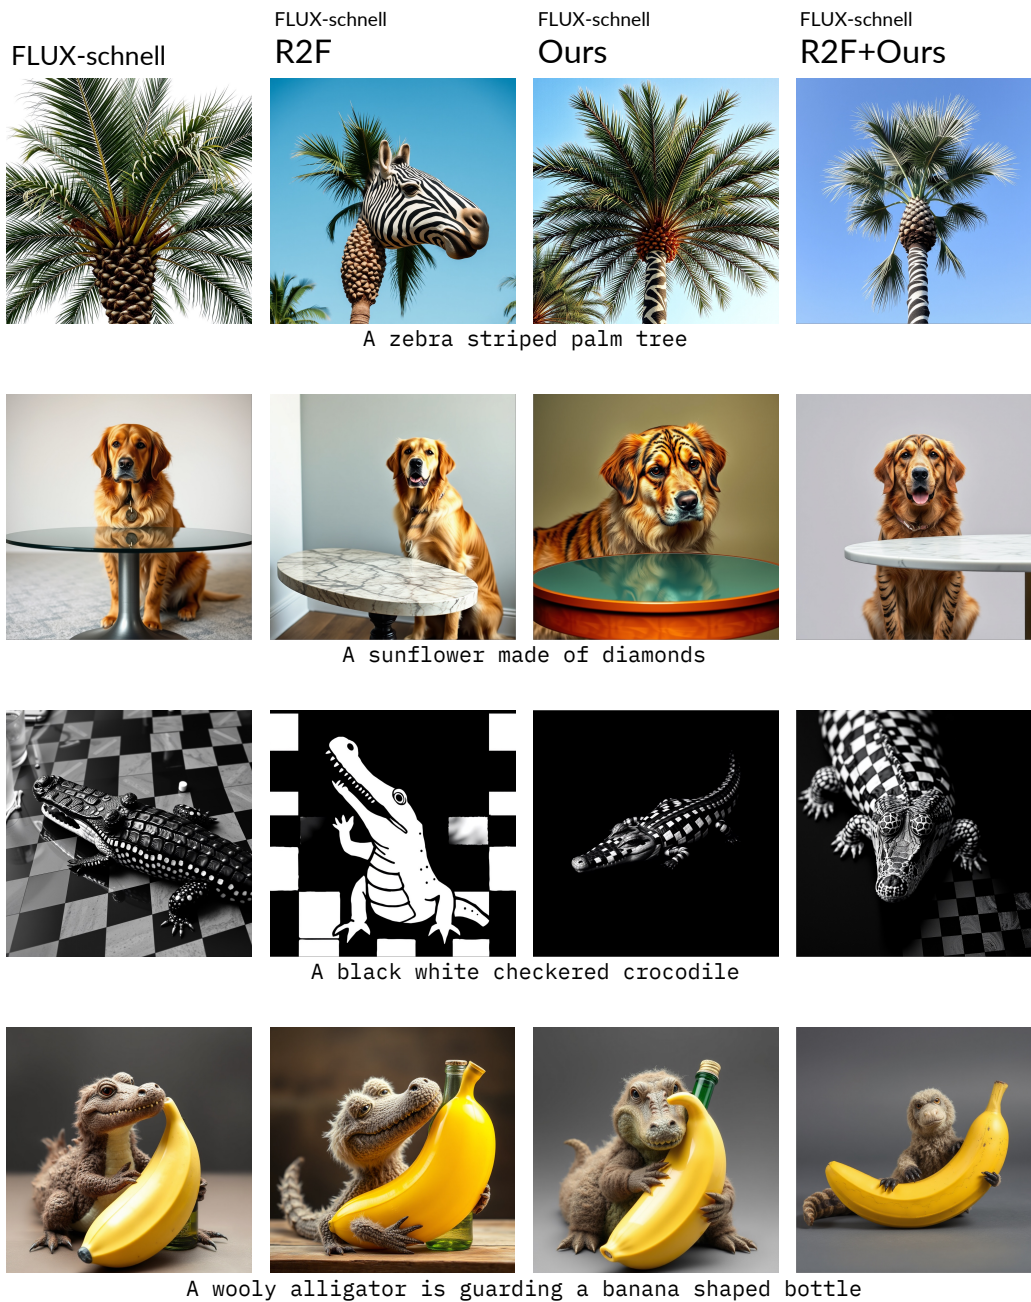 FLUX-schnell
FLUX-schnell
R2F
FLUX-schnell
Ours
FLUX-schnell
R2F+Ours
A zebra striped palm tree
A sunflower made of diamonds
A black white checkered crocodile
A wooly alligator is guarding a banana shaped bottle